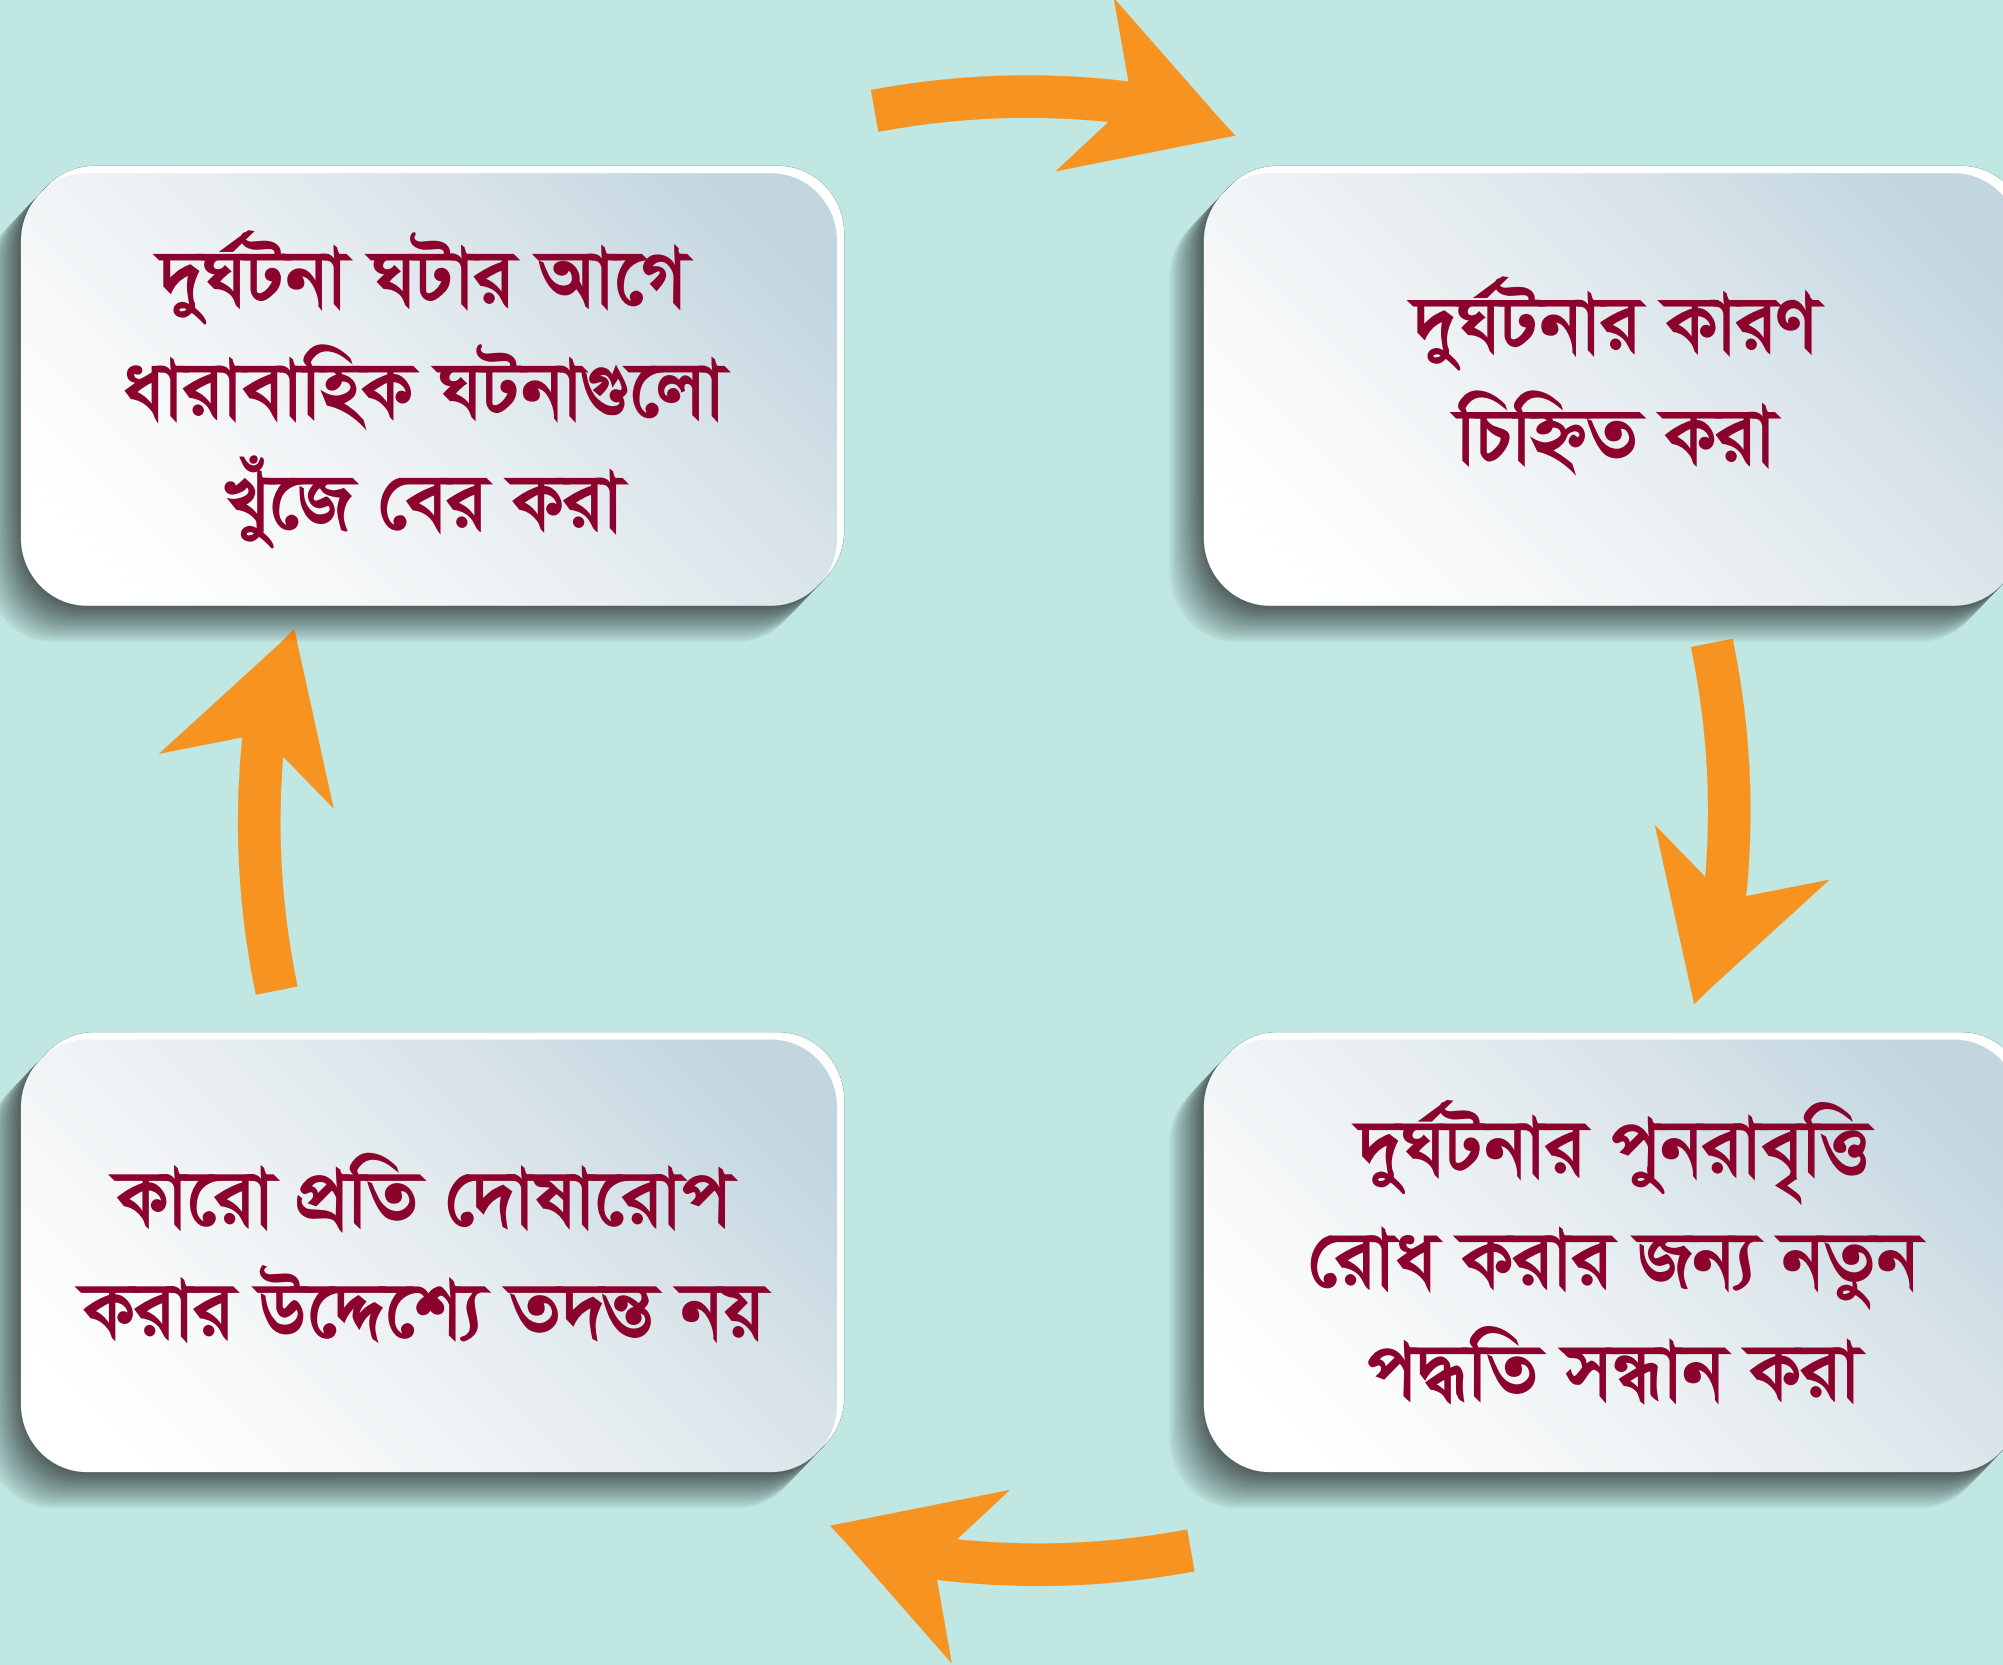 দুর্ঘটনা ঘটার আগে
ধারাবাহিক ঘটনাগুলো
খুঁজে বের করা
দুর্ঘটনার কারণ
চিহ্নিত করা
দুর্ঘটনার পুনরাবৃত্তি
রোধ করার জন্য নতুন
পদ্ধতি সন্ধান করা
কারো প্রতি দোষারোপ
করার উদ্দেশ্যে তদন্ত নয়